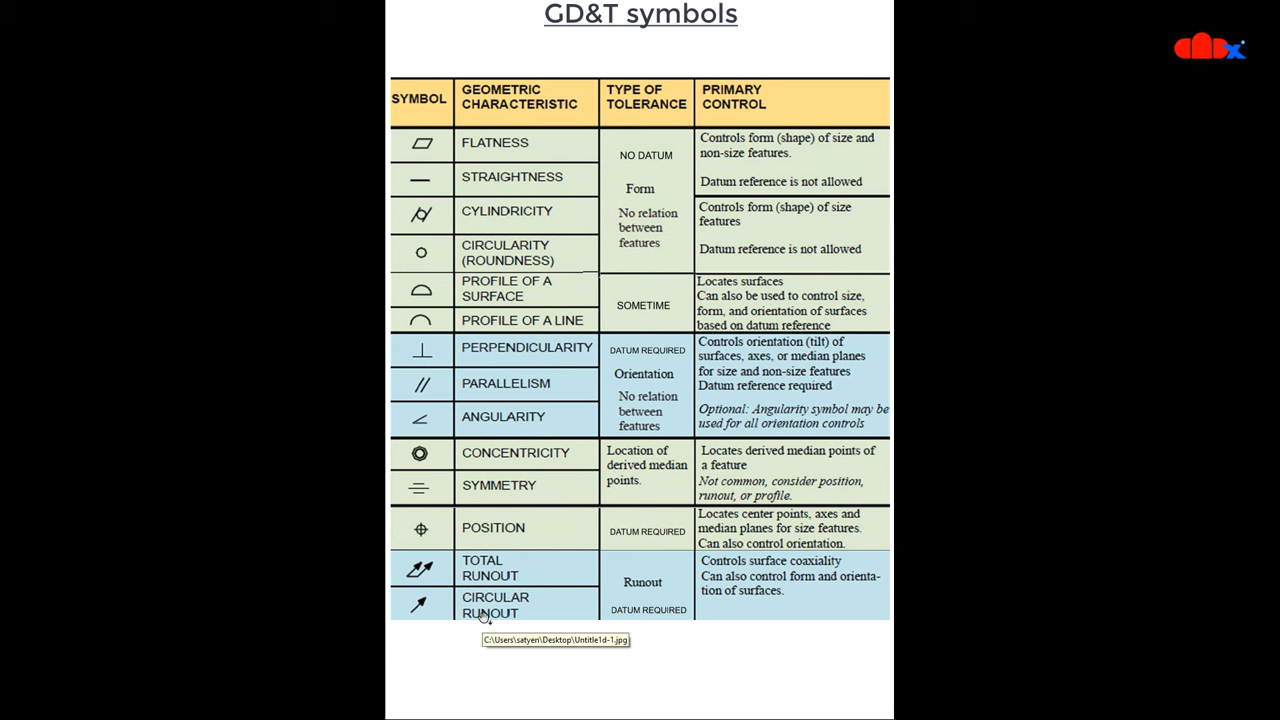 GD&T symbols
SYMBOL
GEOMETRIC
CHARACTERISTIC
TYPE OF
TOLERANCE
PRIMARY
CONTROL
FLATNESS
STRAIGHTNESS
CYLINDRICITY
CIRCULARITY
(ROUNDNESS)
NO DATUM
Form
No relation
between
features
Controls form (shape) of size and
non-size features.
Datum reference is not allowed
Controls form (shape) of size
features
Datum reference is not allowed
PROFILE OF A
SURFACE
PROFILE OF A LINE
SOMETIME
Locates surfaces
Can also be used to control size,
form, and orientation of surfaces
based on datum reference
PERPENDICULARITY
PARALLELISM
ANGULARITY
DATUM REQUIRED
Orientation
No relation
between
features
Controls orientation (tilt) of
surfaces, axes, or median planes
for size and non-size features
Datum reference required
Optional: Angularity symbol may be
used for all orientation controls
CONCENTRICITY
SYMMETRY
Location of
derived median
points.
Locates derived median points of
a feature
Not common, consider position,
runout, or profile.
POSITION
DATUM REQUIRED
Locates center points, axes and
median planes for size features.
Can also control orientation.
TOTAL
RUNOUT
CIRCULAR
RUNOUT
Runout
DATUM REQUIRED
Controls surface coaxiality
Can also control form and orienta-
tion of surfaces.
C:\Users\satyen\Desktop\Untitle1d-1.jpg